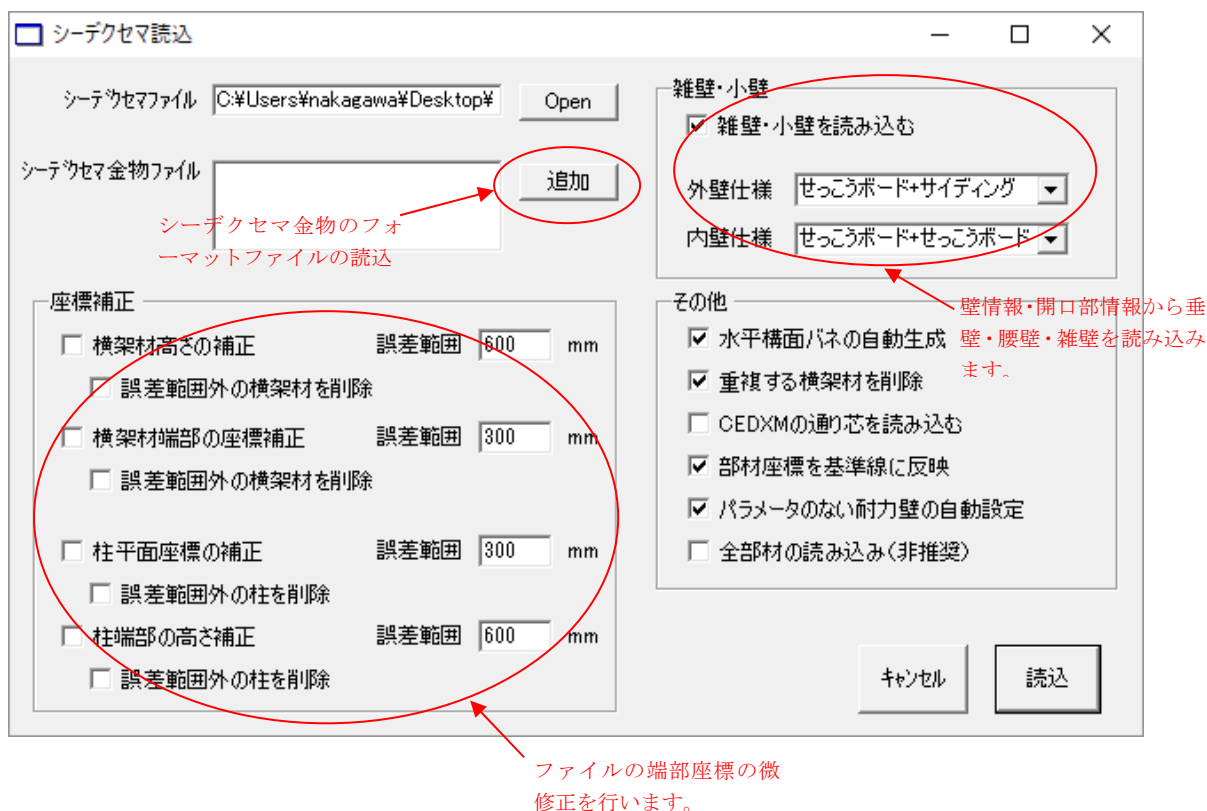 シーデクセマ読込
シーデクセマファイル C:¥Users¥nakagawa¥Desktop¥ Open
シーデクセマ金物ファイル 追加
シーデクセマ金物のフォ
ーマットファイルの読込
座標補正
横架材高さの補正 誤差範囲 600 mm
誤差範囲外の横架材を削除
横架材端部の座標補正 誤差範囲 300 mm
誤差範囲外の横架材を削除
柱平面座標の補正 誤差範囲 300 mm
誤差範囲外の柱を削除
柱端部の高さ補正 誤差範囲 600 mm
誤差範囲外の柱を削除
雑壁・小壁
雑壁・小壁を読み込む
外壁仕様 せっこうボード+サイディング
内壁仕様 せっこうボード+せっこうボード
壁情報・開口部情報から垂
壁・腰壁・雑壁を読み込み
ます。
その他
水平構面バネの自動生成
重複する横架材を削除
CEDXMの通り芯を読み込む
部材座標を基準線に反映
パラメータのない耐力壁の自動設定
全部材の読み込み(非推奨)
キャンセル 読込
ファイルの端部座標の微
修正を行います。